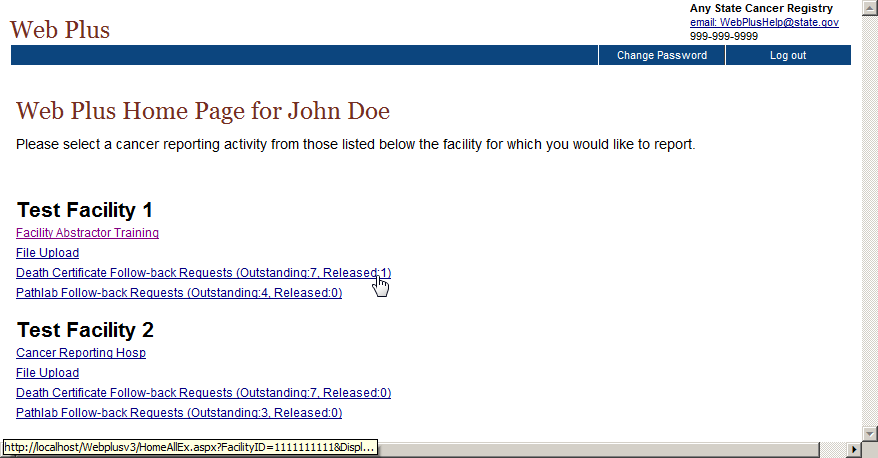 Any State Cancer Registry
Web Plus
email: WebPlusHelp@state.gov
999-999-9999
Change Password
Log out
Web Plus Home Page for John Doe
Please select a cancer reporting activity from those listed below the facility for which you would like to report.
Test Facility 1
Facility Abstractor Training
File Upload
Death Certificate Follow-back Requests (Outstanding:7, Released:1)
Pathlab Follow-back Requests (Outstanding:4, Released:0)
Test Facility 2
Cancer Reporting Hosp
File Upload
Death Certificate Follow-back Requests (Outstanding:7, Released:0)
Pathlab Follow-back Requests (Outstanding:3, Released:0)
http://localhost/Webplusv3/HomeAllEx.aspx?FacilityID=1111111111&Displ...